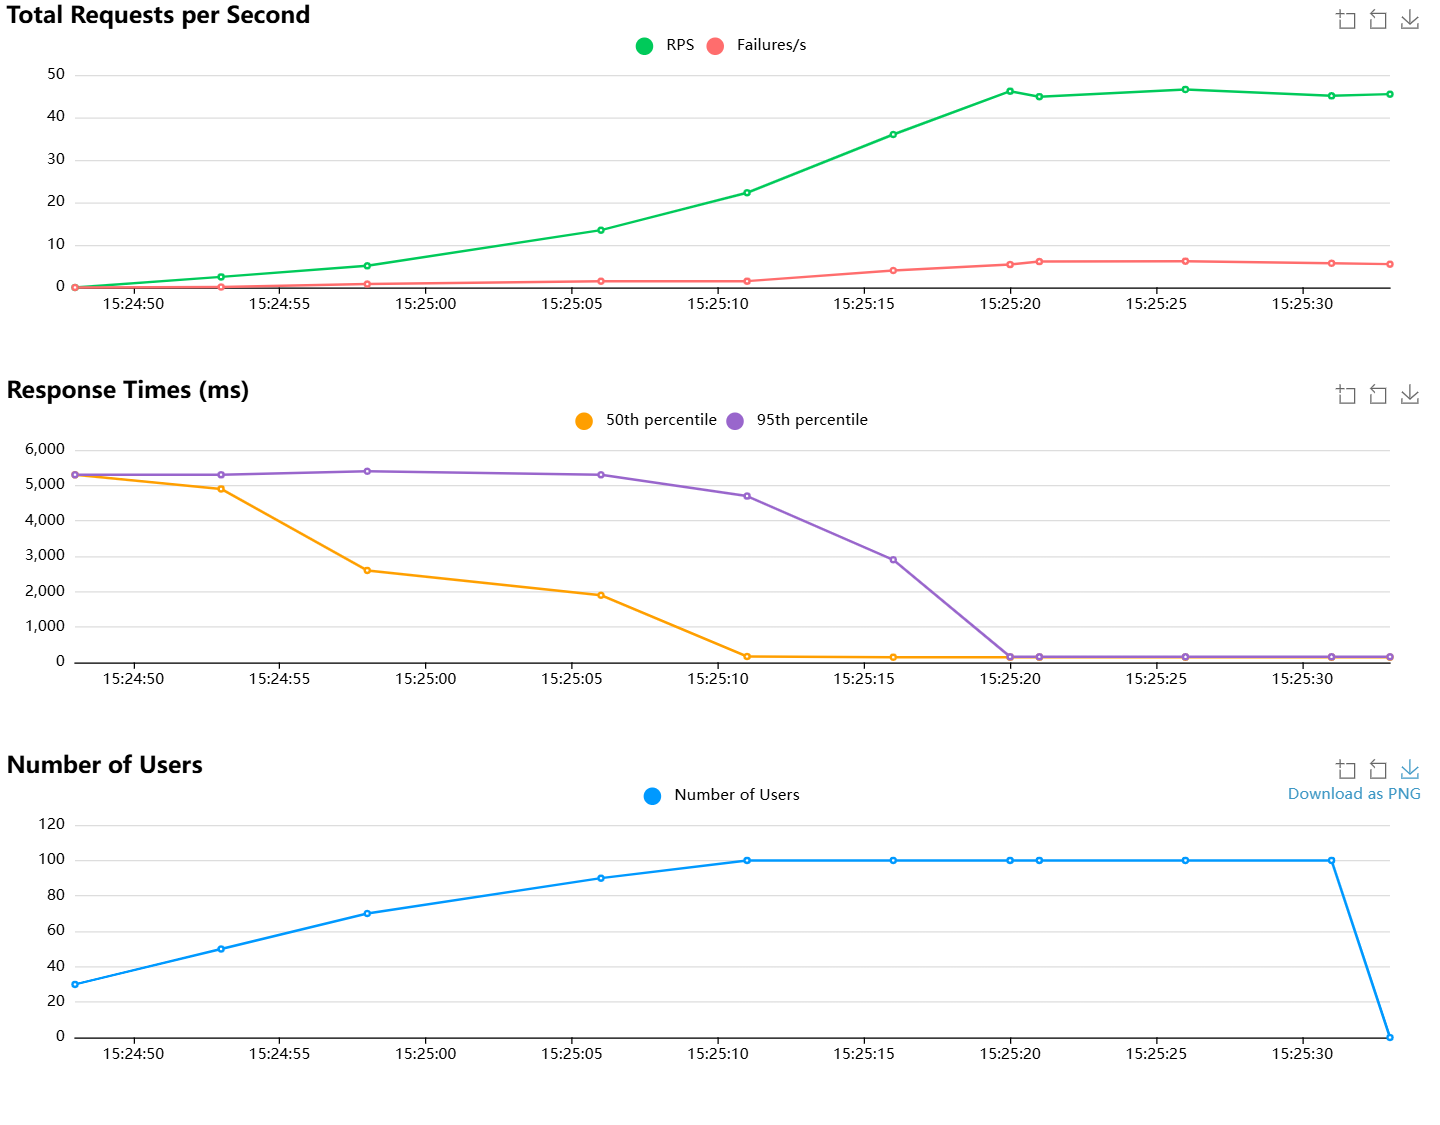 Total Requests per Second
RPS Failures/s
50
40
30
20
10
0
15:24:50 15:24:55 15:25:00 15:25:05 15:25:10 15:25:15 15:25:20 15:25:25 15:25:30
Response Times (ms)
50th percentile 95th percentile
6,000
5,000
4,000
3,000
2,000
1,000
0
15:24:50 15:24:55 15:25:00 15:25:05 15:25:10 15:25:15 15:25:20 15:25:25 15:25:30
Number of Users
Number of Users
Download as PNG
120
100
80
60
40
20
0
15:24:50 15:24:55 15:25:00 15:25:05 15:25:10 15:25:15 15:25:20 15:25:25 15:25:30